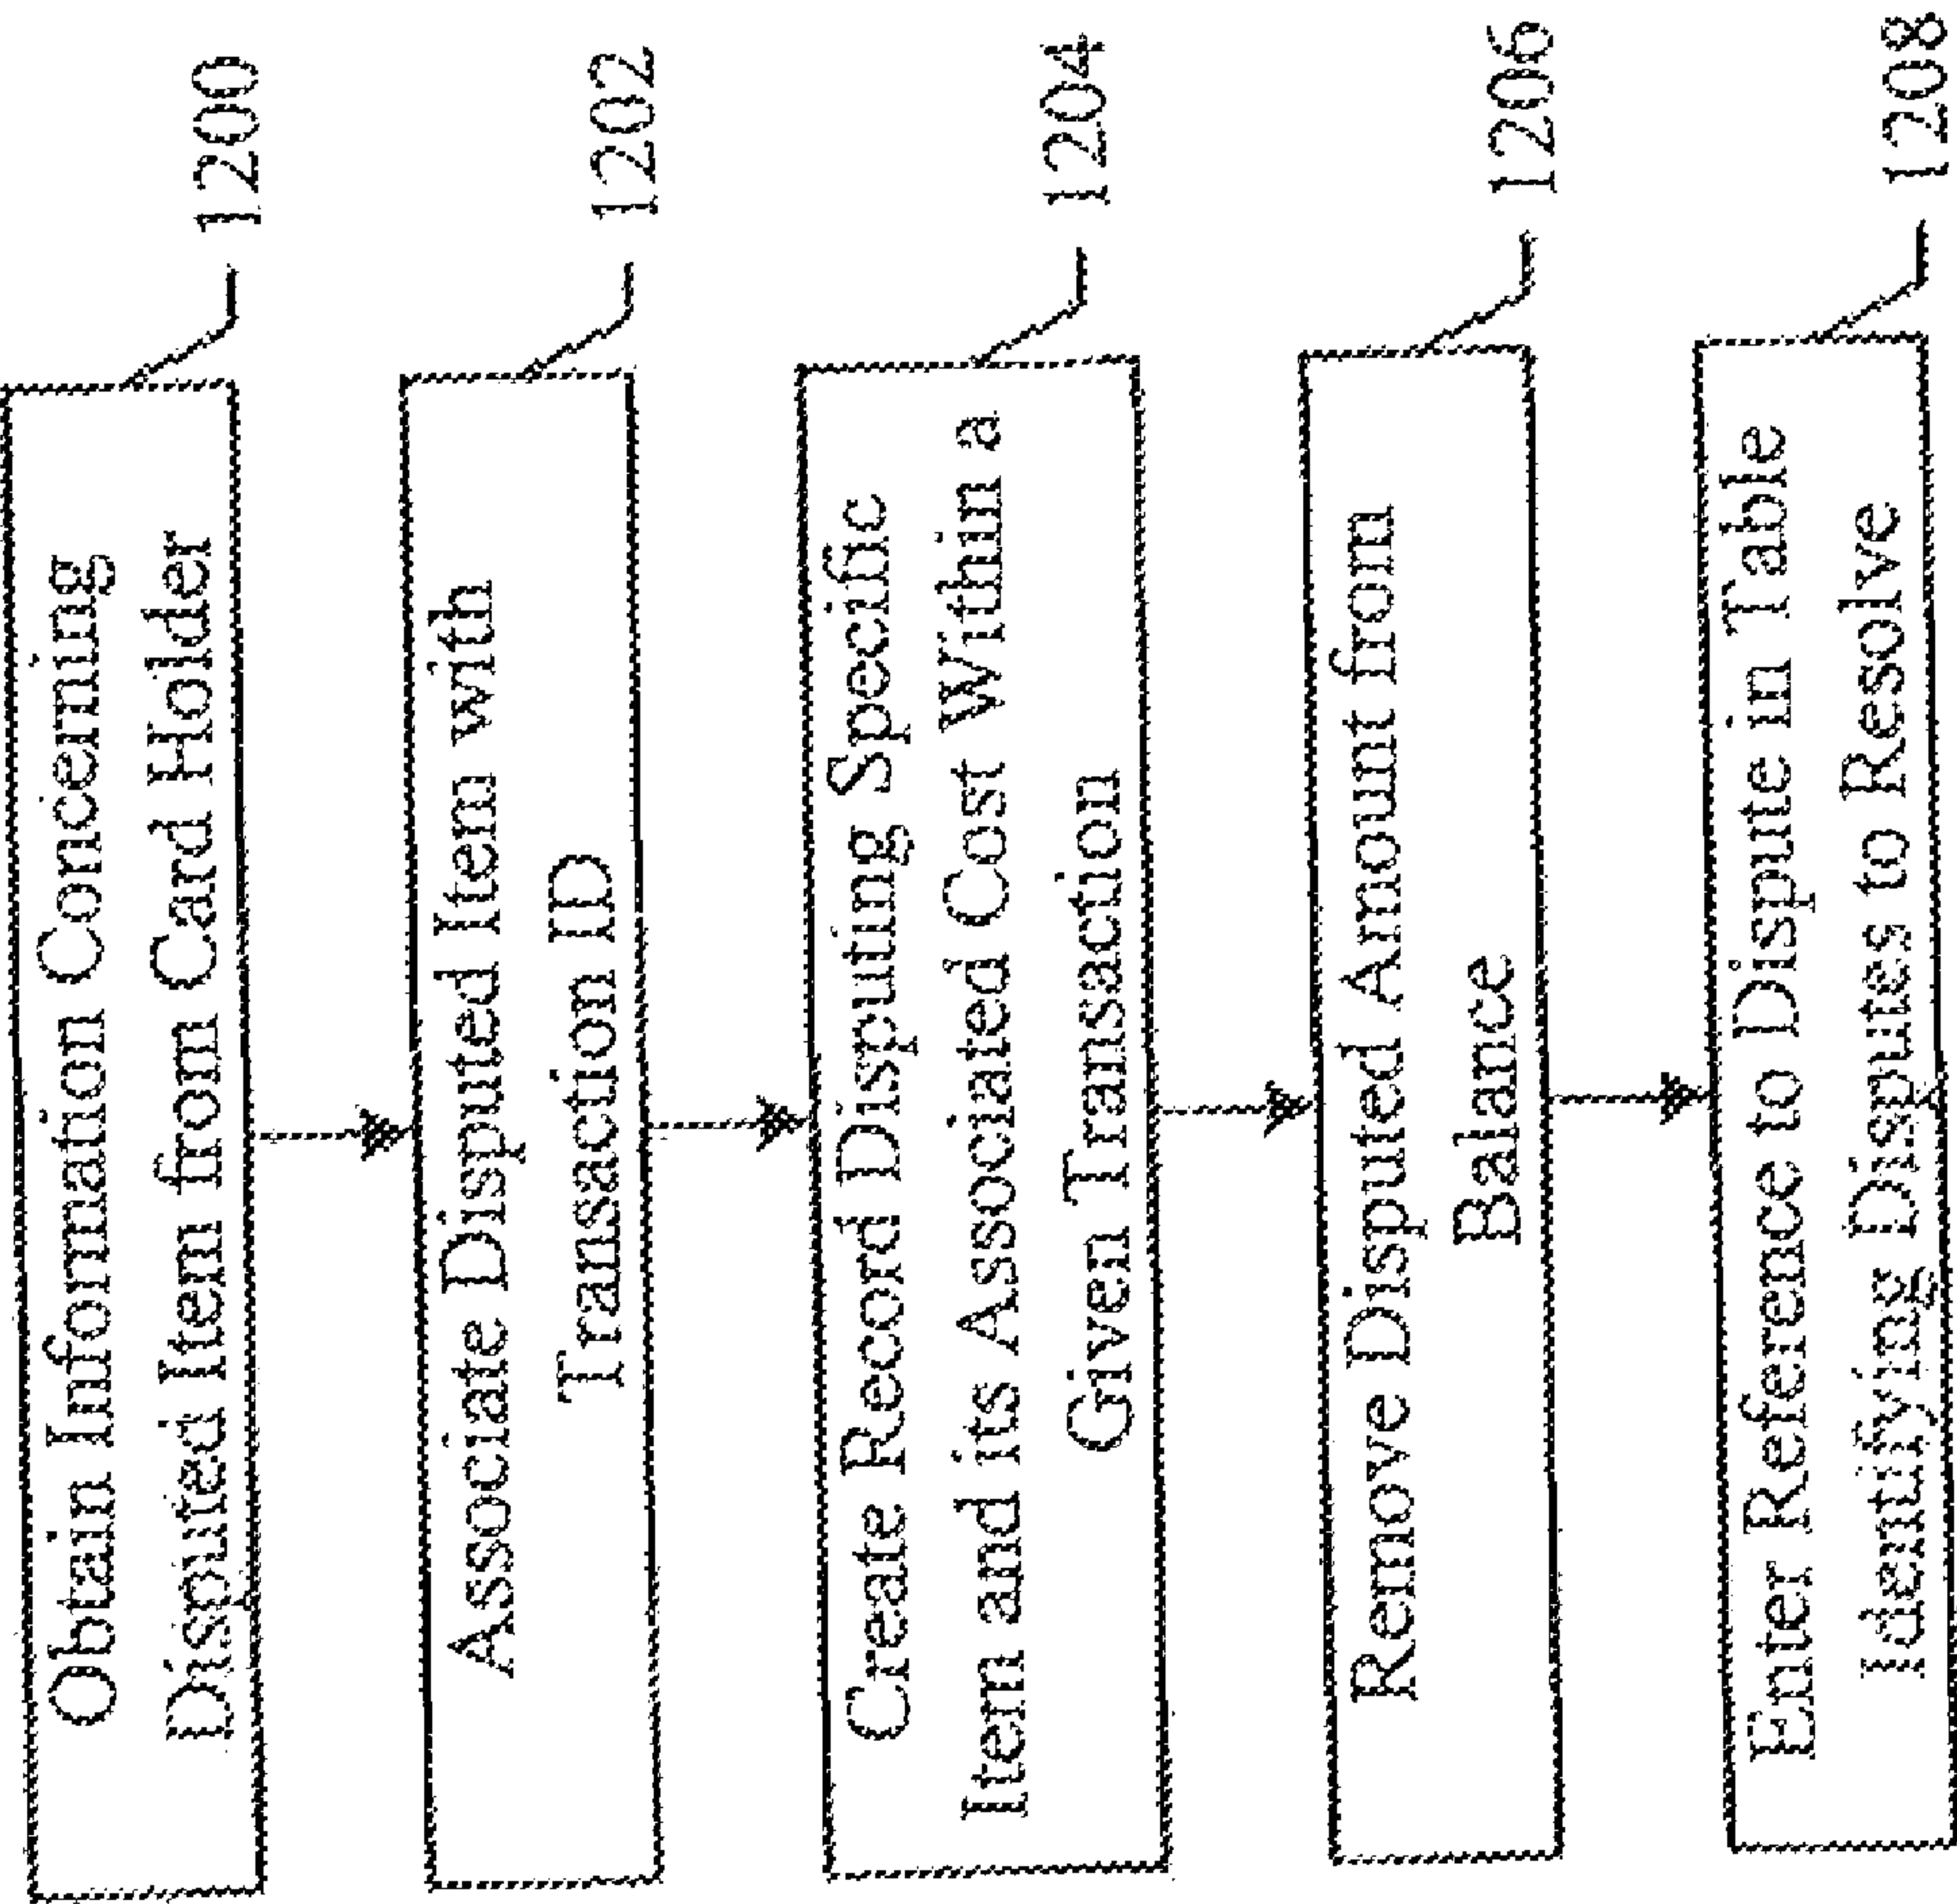 Obtain Information Concerning
Disputed Item from Card Holder
1200
Associate Disputed Item with
Transaction ID
1202
Create Record Disputing Specific
Item and its Associated Cost Within a
Given Transaction
1204
Remove Disputed Amount from
Balance
1206
Enter Reference to Dispute in Table
Identifying Disputes to Resolve
1208